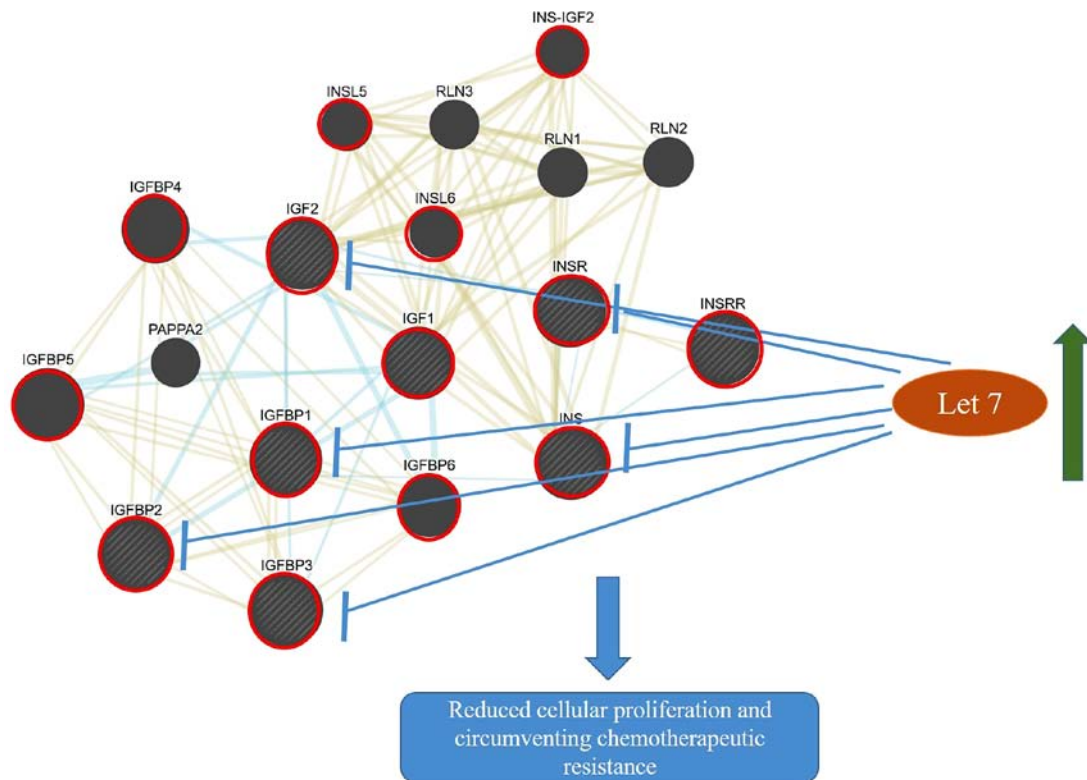 INS-IGF2
INSL5
RLN3
RLN1
RLN2
IGFBP4
IGF2
INSL6
INSR
INSRR
PAPPA2
IGF1
IGFBP5
Let 7
IGFBP1
INS
IGFBP6
IGFBP2
IGFBP3
Reduced cellular proliferation and
circumventing chemotherapeutic
resistance